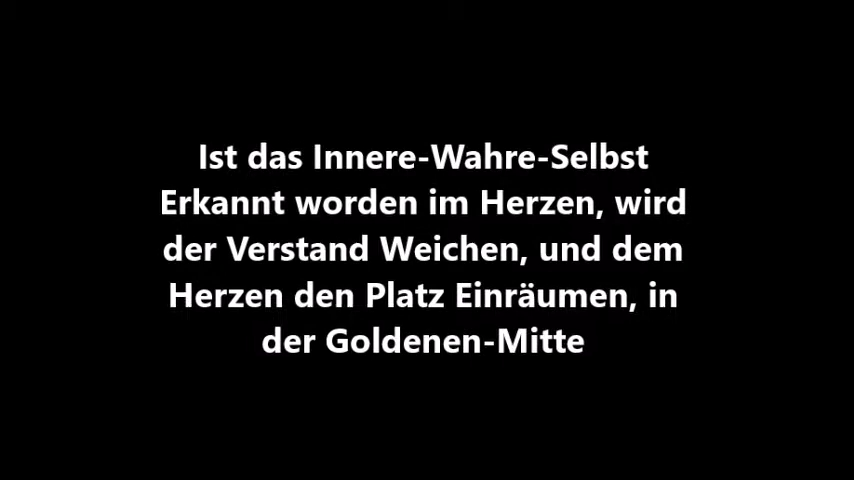 Ist das Innere-Wahre-Selbst
Erkannt worden im Herzen, wird
der Verstand Weichen, und dem
Herzen den Platz Einräumen, in
der Goldenen-Mitte